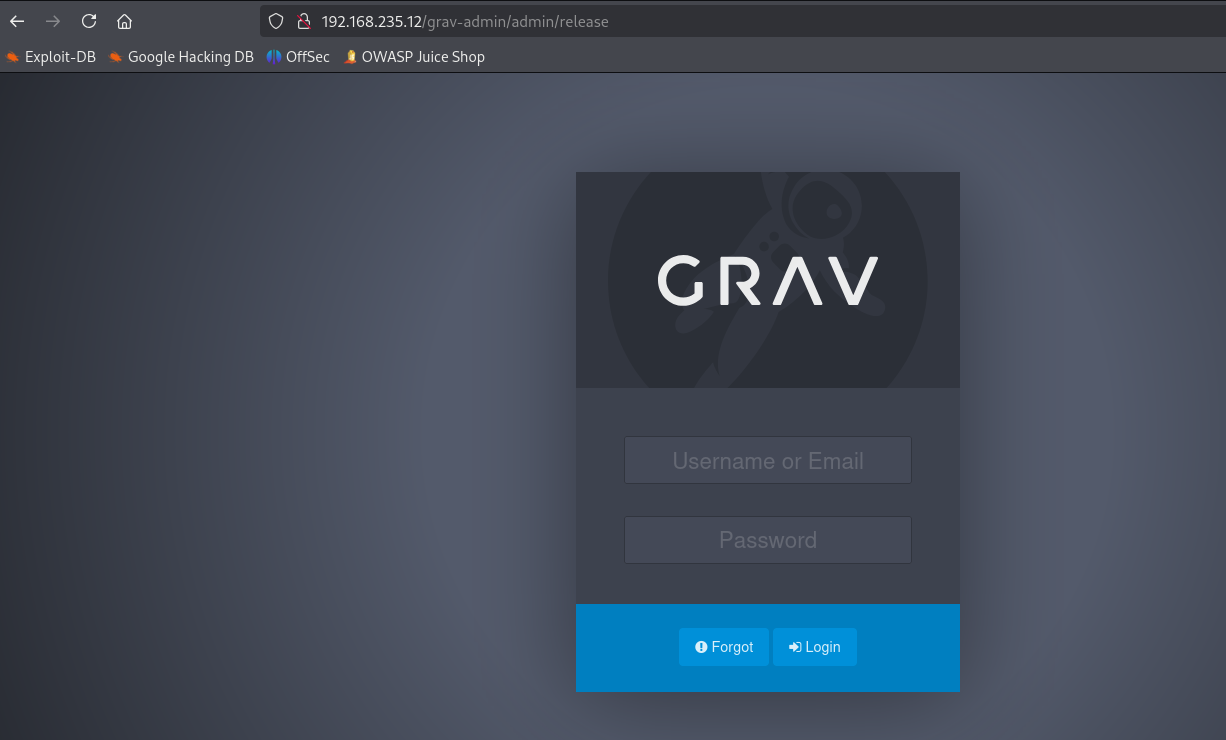 192.168.235.12/grav-admin/admin/release
Exploit-DB Google Hacking DB OffSec OWASP Juice Shop
GRAV
Username or Email
Password
Forgot Login